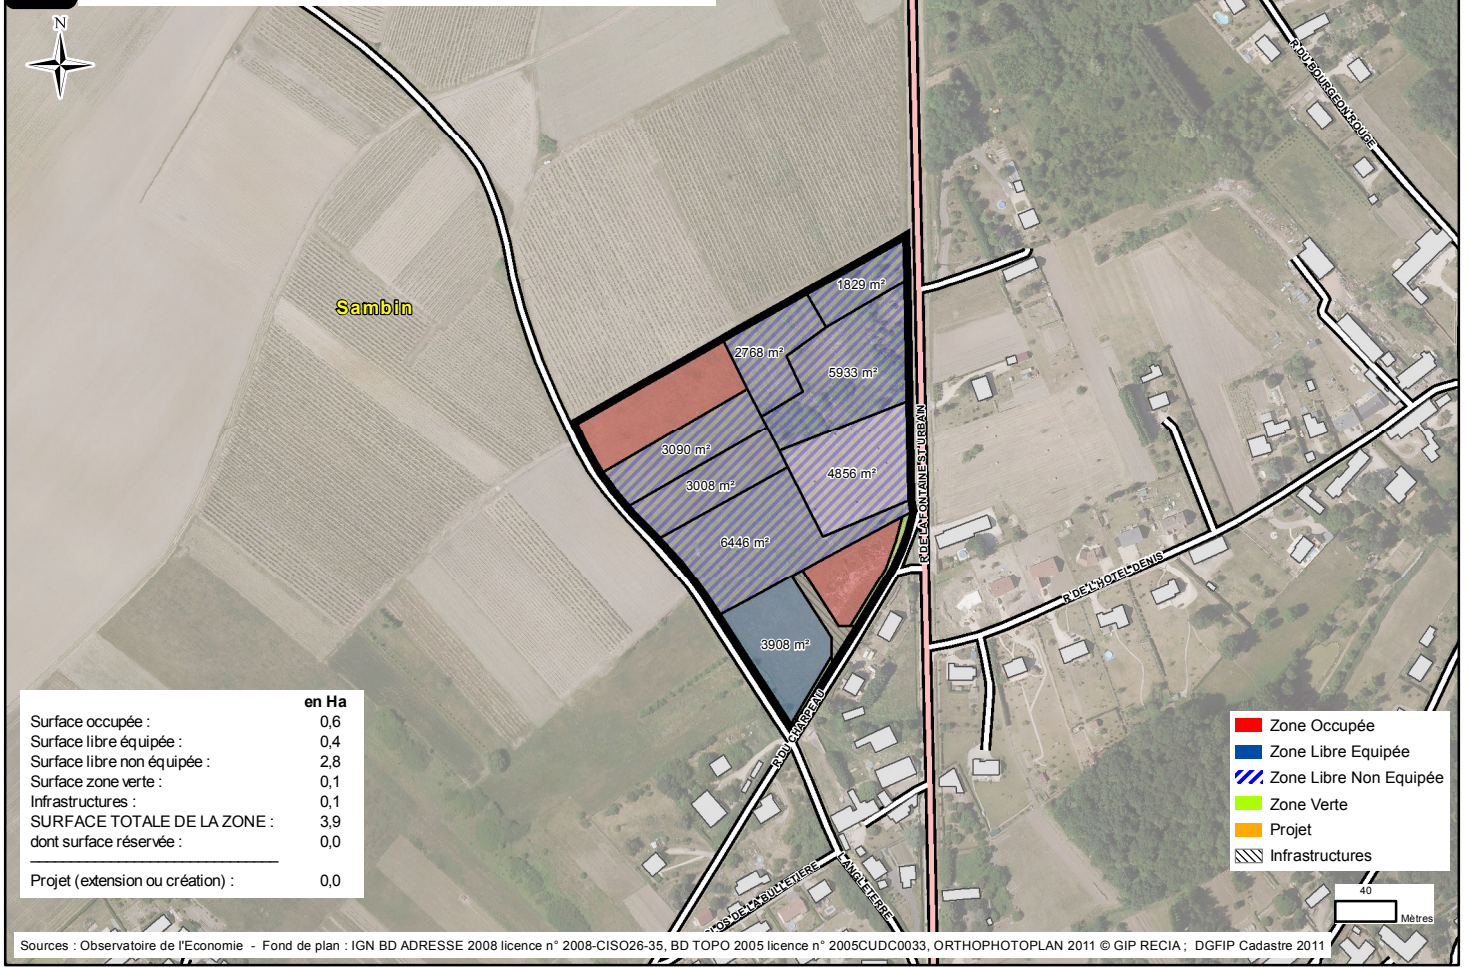 N
R DU BOURGEON ROUGE
Sambin
1829 m²
2768 m²
5933 m²
3090 m²
4856 m²
3008 m²
6446 m²
3908 m²
R DE LA FONTAINE ST URBAIN
R DE L'HOTEL DENIS
R DU CHARPEAU
CLOS DE LA BULLETIERE
L'ANGLETERRE
en Ha
Surface occupée : 0,6
Surface libre équipée : 0,4
Surface libre non équipée : 2,8
Surface zone verte : 0,1
Infrastructures : 0,1
SURFACE TOTALE DE LA ZONE : 3,9
dont surface réservée : 0,0
Projet (extension ou création) : 0,0
Zone Occupée
Zone Libre Equipée
Zone Libre Non Equipée
Zone Verte
Projet
Infrastructures
40
Mètres
Sources : Observatoire de l'Economie - Fond de plan : IGN BD ADRESSE 2008 licence n° 2008-CISO26-35, BD TOPO 2005 licence n° 2005CUDC0033, ORTHOPHOTOPLAN 2011 © GIP RECIA ; DGFIP Cadastre 2011